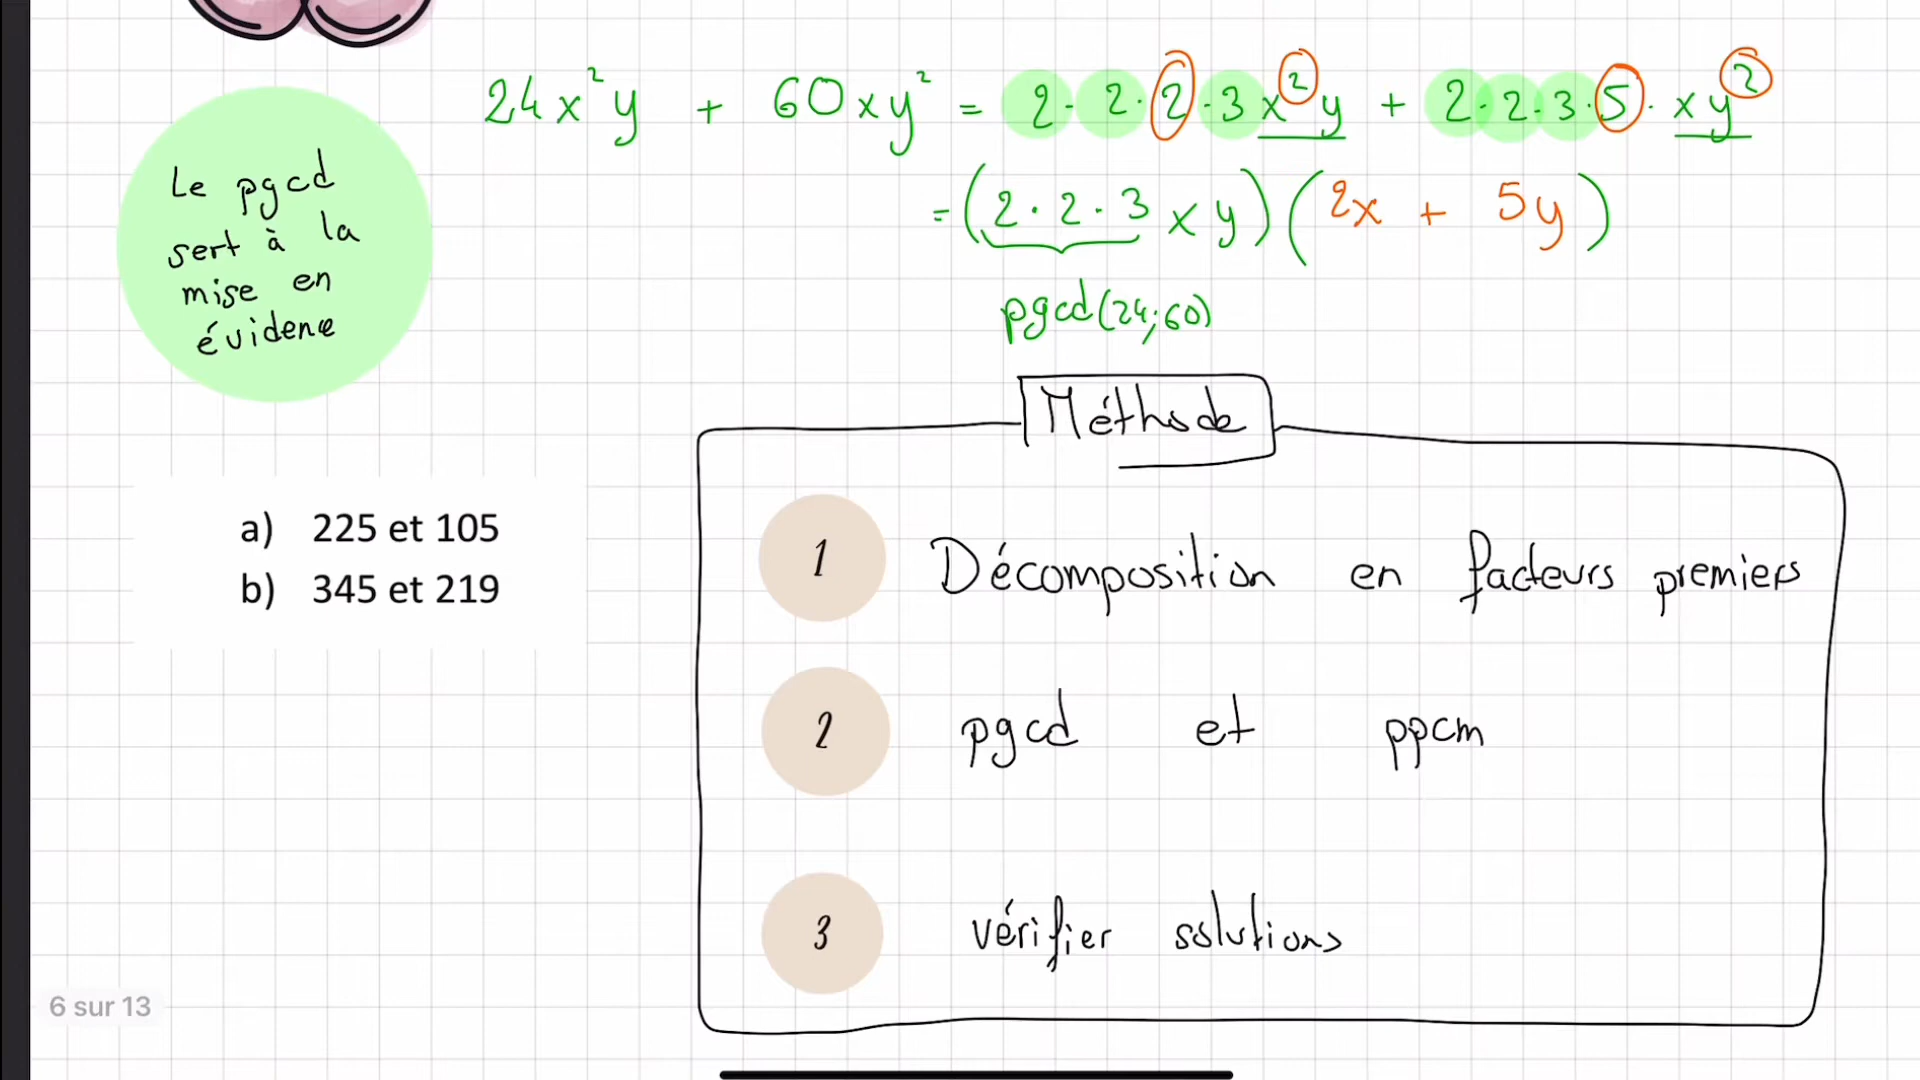 24x²y + 60xy² = 2·2·2·3x²y + 2·2·3·5·xy²
= (2·2·3xy)(2x + 5y)
pgcd(24;60)
Le pgcd
sert à la
mise en
évidence
a) 225 et 105
b) 345 et 219
Méthode
1 Décomposition en facteurs premiers
2 pgcd et ppcm
3 vérifier solutions
6 sur 13